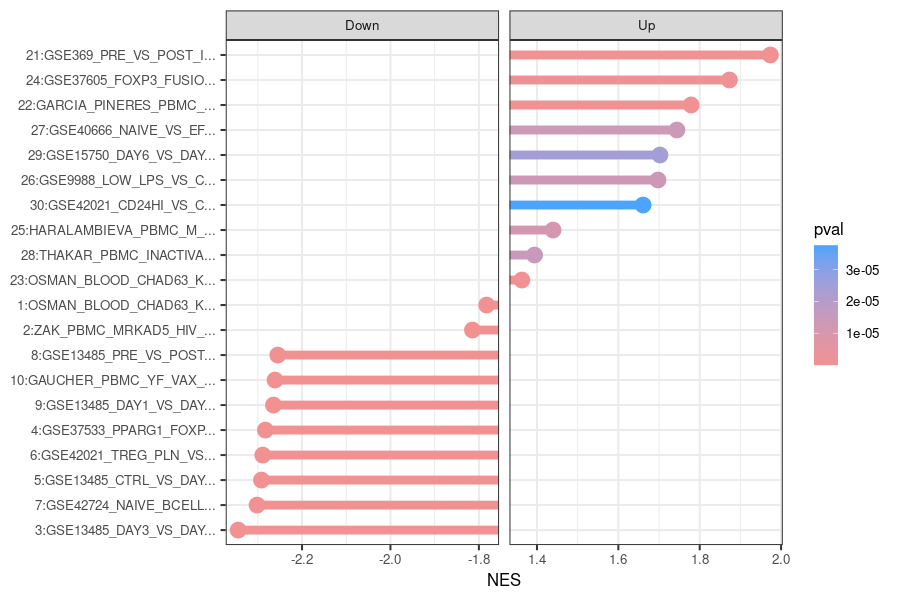 Down
Up
21:GSE369_PRE_VS_POST_I...
24:GSE37605_FOXP3_FUSIO...
22:GARCIA_PINERES_PBMC_...
27:GSE40666_NAIVE_VS_EF...
29:GSE15750_DAY6_VS_DAY...
26:GSE9988_LOW_LPS_VS_C...
30:GSE42021_CD24HI_VS_C...
25:HARALAMBIEVA_PBMC_M_...
28:THAKAR_PBMC_INACTIVA...
23:OSMAN_BLOOD_CHAD63_K...
1:OSMAN_BLOOD_CHAD63_K...
2:ZAK_PBMC_MRKAD5_HIV_...
8:GSE13485_PRE_VS_POST...
10:GAUCHER_PBMC_YF_VAX_...
9:GSE13485_DAY1_VS_DAY...
4:GSE37533_PPARG1_FOXP...
6:GSE42021_TREG_PLN_VS...
5:GSE13485_CTRL_VS_DAY...
7:GSE42724_NAIVE_BCELL...
3:GSE13485_DAY3_VS_DAY...
-2.2
-2.0
-1.8
1.4
1.6
1.8
2.0
NES
pval
3e-05
2e-05
1e-05